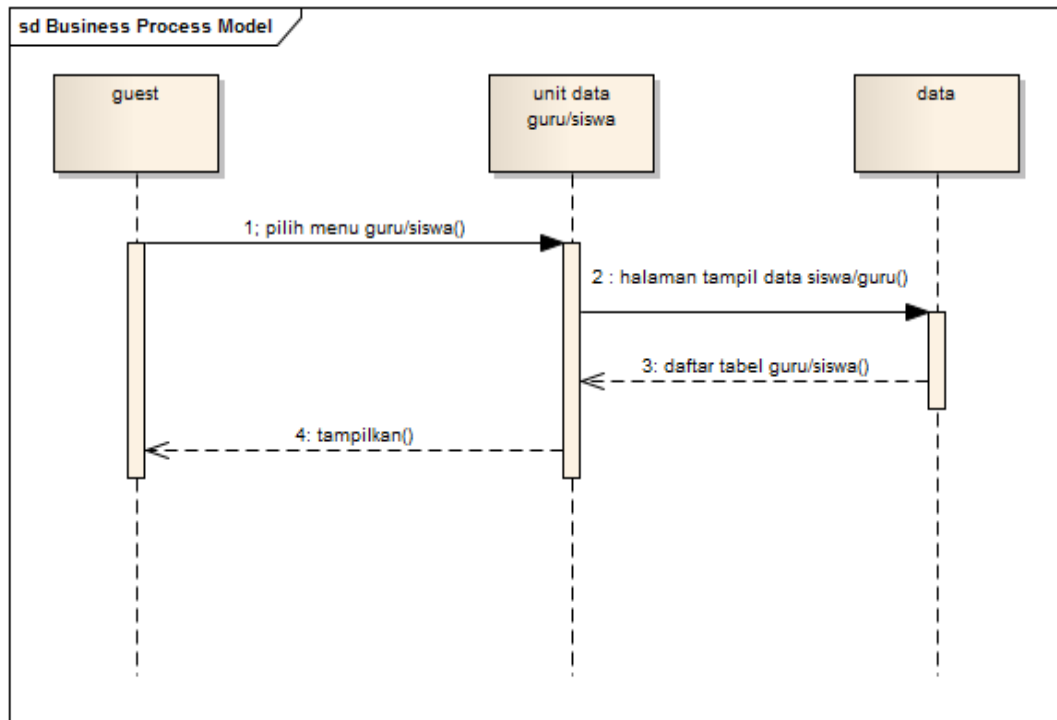 sd Business Process Model
guest
unit data
guru/siswa
data
1; pilih menu guru/siswa()
2 : halaman tampil data siswa/guru()
3: daftar tabel guru/siswa()
4: tampilkan()